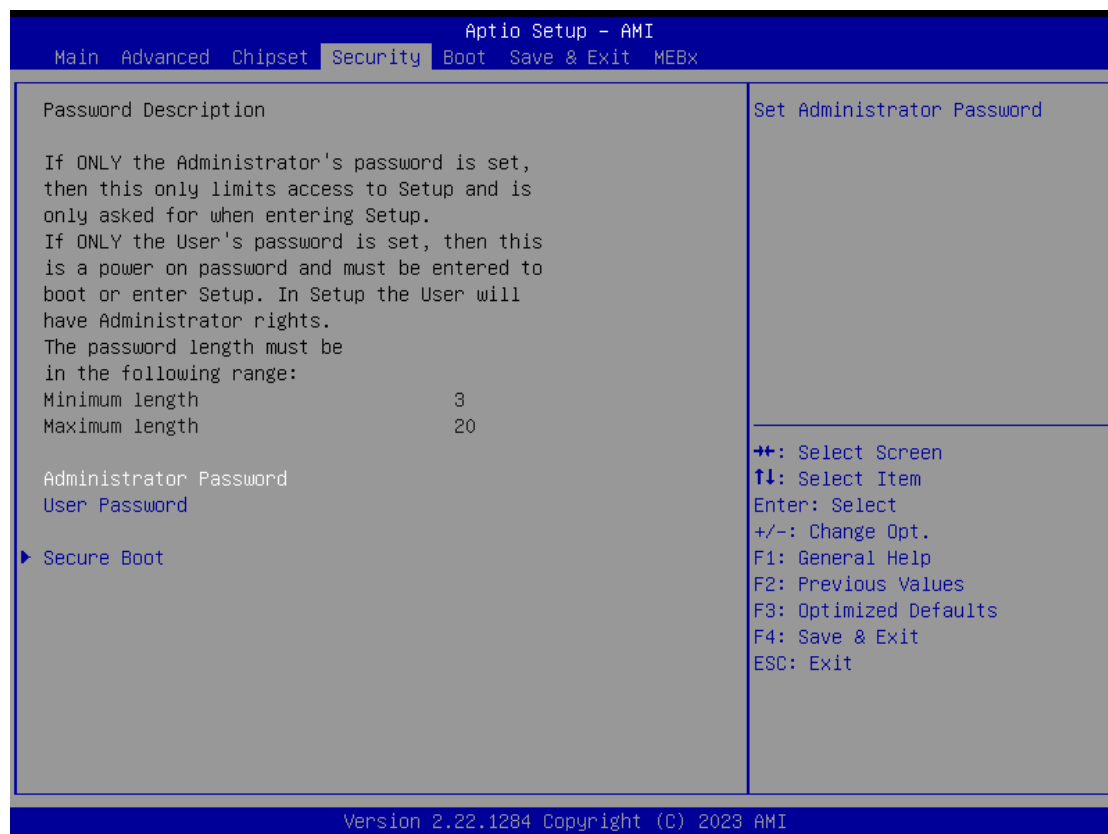 Aptio Setup – AMI
Main Advanced Chipset Security Boot Save & Exit MEBx
Password Description
If ONLY the Administrator's password is set,
then this only limits access to Setup and is
only asked for when entering Setup.
If ONLY the User's password is set, then this
is a power on password and must be entered to
boot or enter Setup. In Setup the User will
have Administrator rights.
The password length must be
in the following range:
Minimum length 3
Maximum length 20
Administrator Password
User Password
Secure Boot
Set Administrator Password
→←: Select Screen
↑↓: Select Item
Enter: Select
+/-: Change Opt.
F1: General Help
F2: Previous Values
F3: Optimized Defaults
F4: Save & Exit
ESC: Exit
Version 2.22.1284 Copyright (C) 2023 AMI